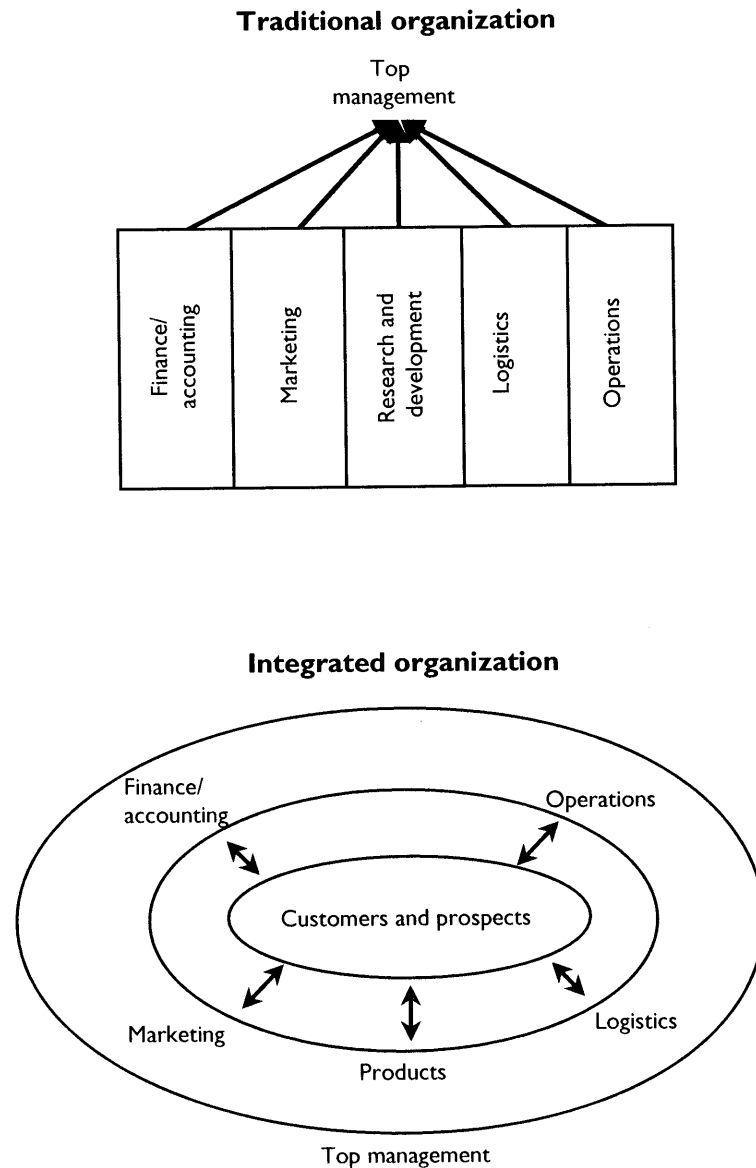 Traditional organization
Top
management
Finance/
accounting
Marketing
Research and
development
Logistics
Operations
Integrated organization
Finance/
accounting
Operations
Customers and prospects
Marketing
Logistics
Products
Top management